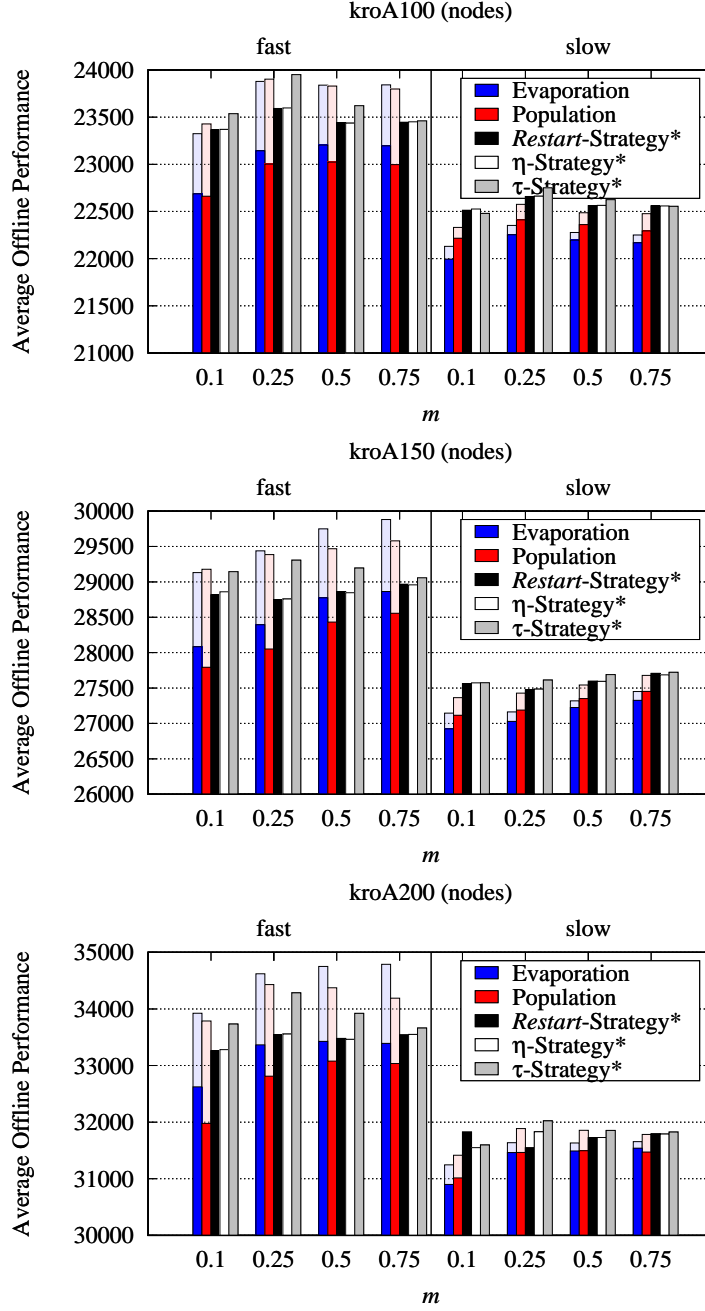 kroA100 (nodes)
fast slow
Average Offline Performance
24000
23500
23000
22500
22000
21500
21000
Evaporation
Population
Restart-Strategy*
η-Strategy*
τ-Strategy*
0.1 0.25 0.5 0.75 0.1 0.25 0.5 0.75
m
kroA150 (nodes)
fast slow
Average Offline Performance
30000
29500
29000
28500
28000
27500
27000
26500
26000
Evaporation
Population
Restart-Strategy*
η-Strategy*
τ-Strategy*
0.1 0.25 0.5 0.75 0.1 0.25 0.5 0.75
m
kroA200 (nodes)
fast slow
Average Offline Performance
35000
34000
33000
32000
31000
30000
Evaporation
Population
Restart-Strategy*
η-Strategy*
τ-Strategy*
0.1 0.25 0.5 0.75 0.1 0.25 0.5 0.75
m